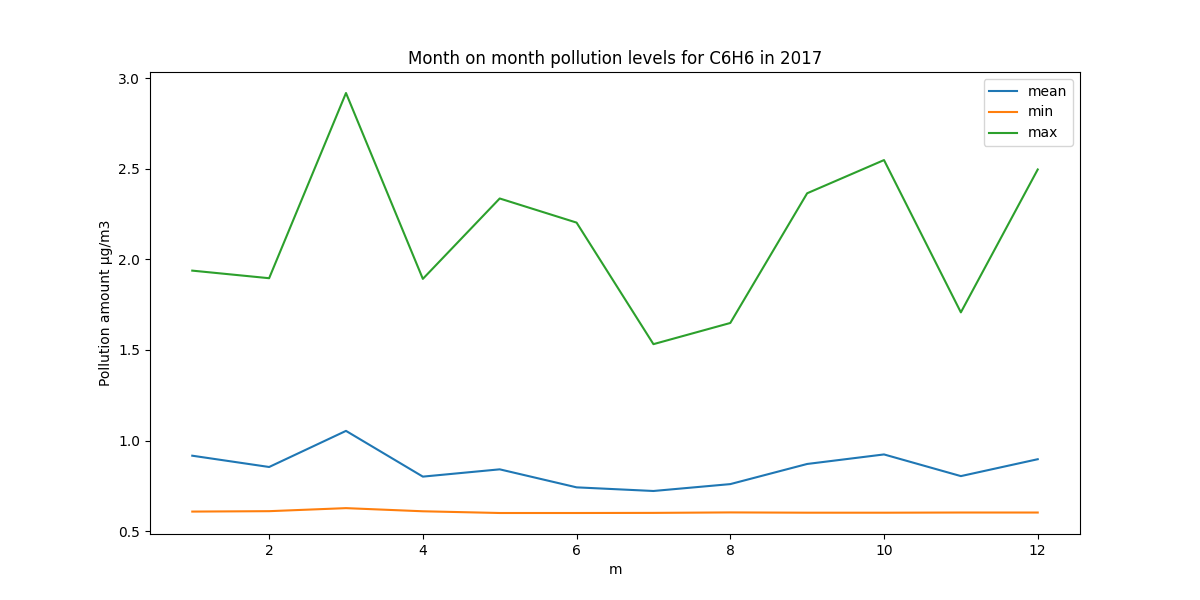 Month on month pollution levels for C6H6 in 2017
3.0
2.5
2.0
1.5
1.0
0.5
Pollution amount µg/m3
mean
min
max
2 4 6 8 10 12
m